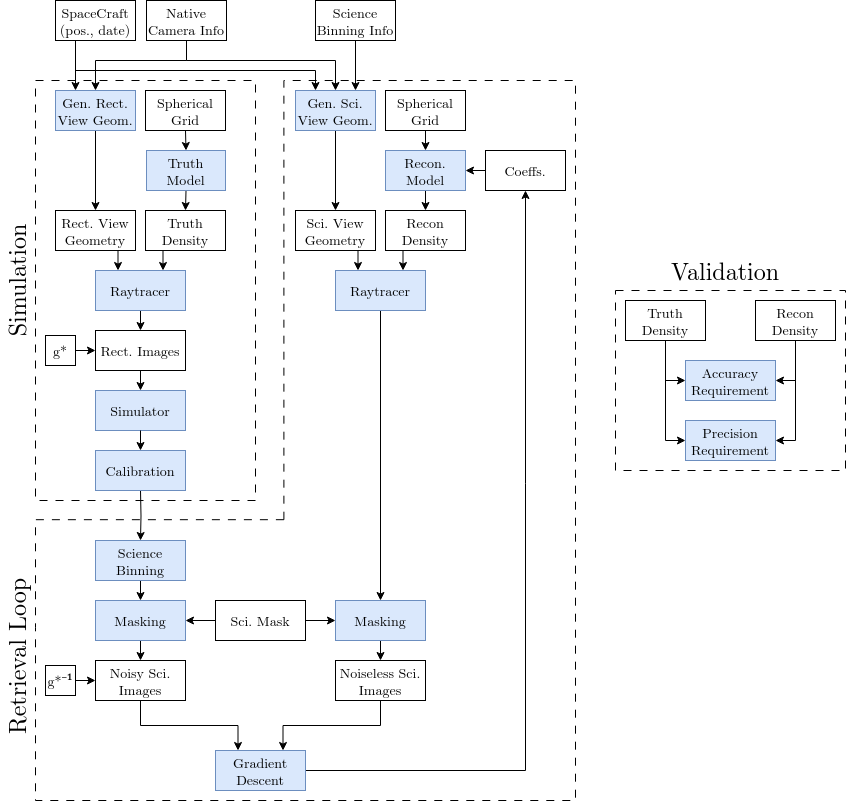 SpaceCraft
(pos., date)
Native
Camera Info
Science
Binning Info
Simulation
Gen. Rect.
View Geom.
Spherical
Grid
Truth
Model
Rect. View
Geometry
Truth
Density
Raytracer
g*
Rect. Images
Simulator
Calibration
Gen. Sci.
View Geom.
Spherical
Grid
Recon.
Model
Coeffs.
Sci. View
Geometry
Recon
Density
Raytracer
Retrieval Loop
Science
Binning
Masking
Sci. Mask
Masking
g*⁻¹
Noisy Sci.
Images
Noiseless Sci.
Images
Gradient
Descent
Validation
Truth
Density
Recon
Density
Accuracy
Requirement
Precision
Requirement